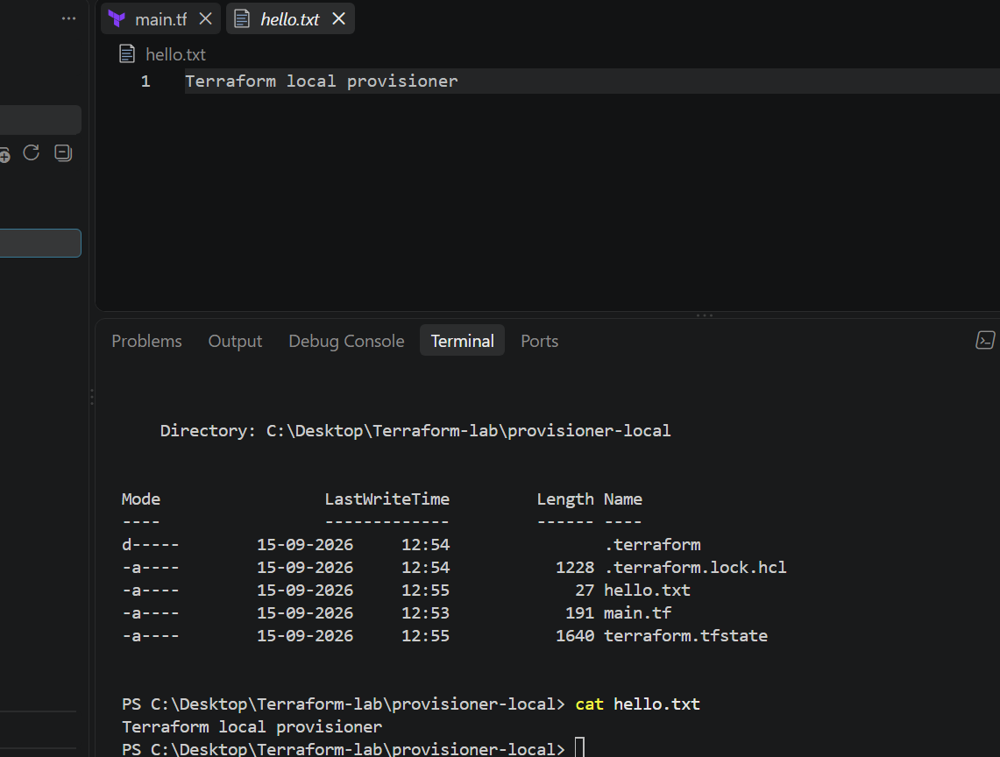 main.tf hello.txt
hello.txt
1 Terraform local provisioner
Problems Output Debug Console Terminal Ports
Directory: C:\Desktop\Terraform-lab\provisioner-local
Mode LastWriteTime Length Name
---- ------------- ------ ----
d----- 15-09-2026 12:54 .terraform
-a---- 15-09-2026 12:54 1228 .terraform.lock.hcl
-a---- 15-09-2026 12:55 27 hello.txt
-a---- 15-09-2026 12:53 191 main.tf
-a---- 15-09-2026 12:55 1640 terraform.tfstate
PS C:\Desktop\Terraform-lab\provisioner-local> cat hello.txt
Terraform local provisioner
PS C:\Desktop\Terraform-lab\provisioner-local>